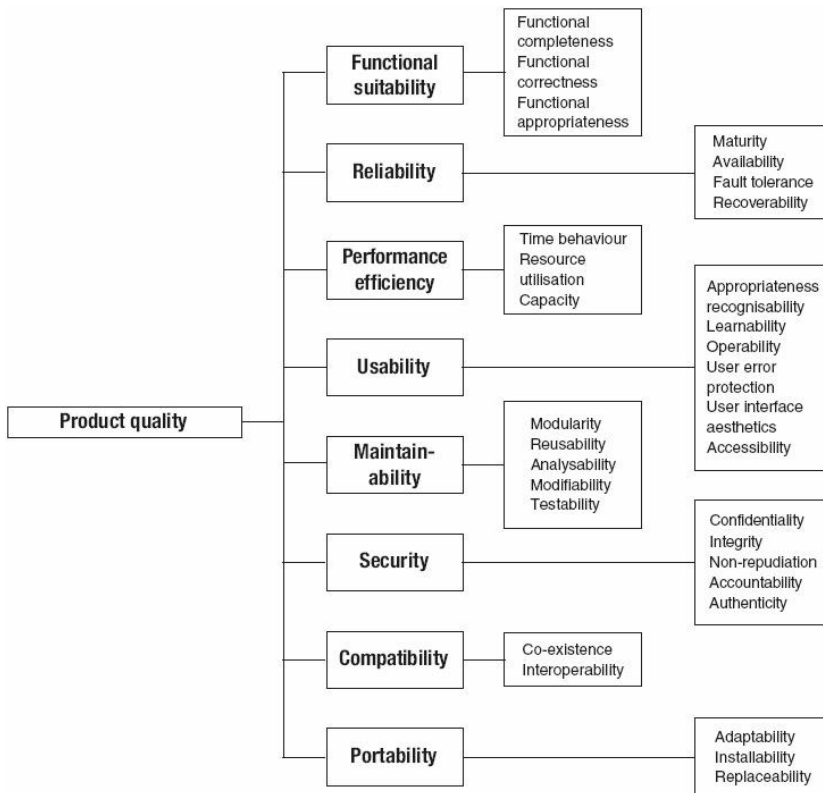 Product quality
Functional
suitability
Functional
completeness
Functional
correctness
Functional
appropriateness
Reliability
Maturity
Availability
Fault tolerance
Recoverability
Performance
efficiency
Time behaviour
Resource
utilisation
Capacity
Usability
Appropriateness
recognisability
Learnability
Operability
User error
protection
User interface
aesthetics
Accessibility
Maintain-
ability
Modularity
Reusability
Analysability
Modifiability
Testability
Security
Confidentiality
Integrity
Non-repudiation
Accountability
Authenticity
Compatibility
Co-existence
Interoperability
Portability
Adaptability
Installability
Replaceability